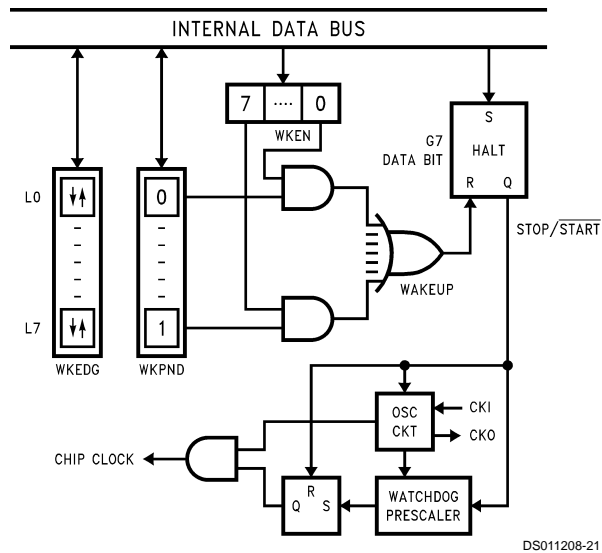 INTERNAL DATA BUS
7 .... 0
WKEN
S
G7
DATA BIT
HALT
R Q
STOP/START
L0
0
WAKEUP
L7
1
WKEDG
WKPND
OSC
CKT
CKI
CKO
CHIP CLOCK
R
Q S
WATCHDOG
PRESCALER
DS011208-21